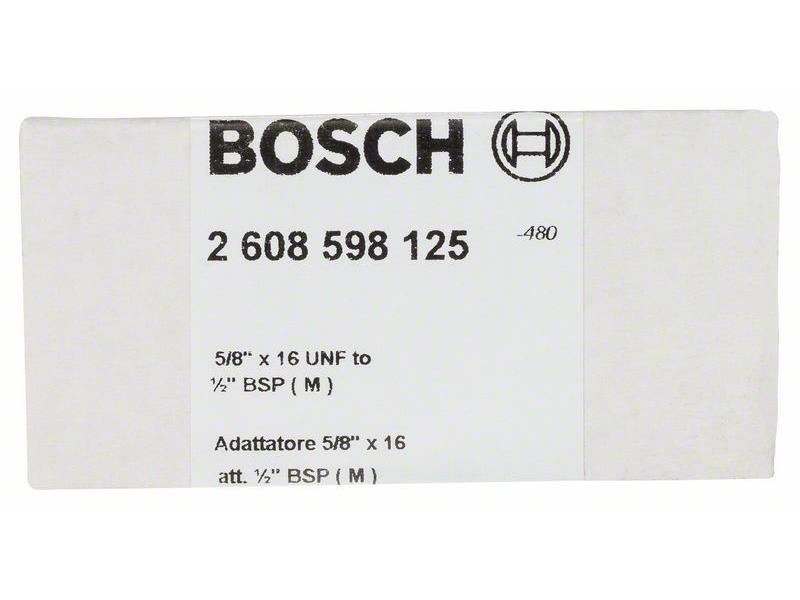 BOSCH
2 608 598 125 -480
5/8" x 16 UNF to
½" BSP ( M )
Adattatore 5/8" x 16
att. ½" BSP ( M )